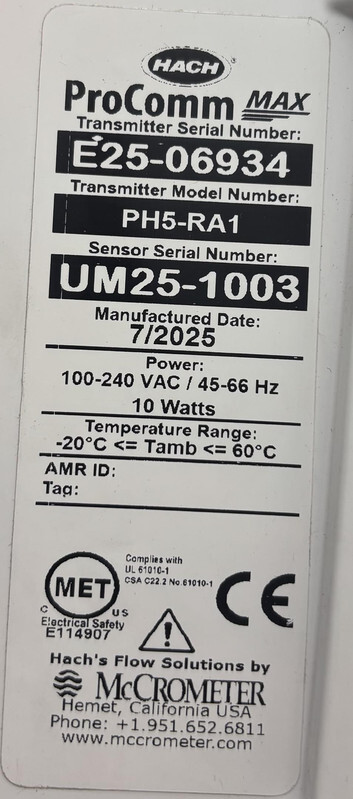 HACH
ProComm MAX
Transmitter Serial Number:
E25-06934
Transmitter Model Number:
PH5-RA1
Sensor Serial Number:
UM25-1003
Manufactured Date:
7/2025
Power:
100-240 VAC / 45-66 Hz
10 Watts
Temperature Range:
-20°C <= Tamb <= 60°C
AMR ID:
Tag:
MET
C US
Electrical Safety
E114907
Complies with
UL 61010-1
CSA C22.2 No.61010-1
CE
Hach's Flow Solutions by
McCROMETER
Hemet, California USA
Phone: +1.951.652.6811
www.mccrometer.com